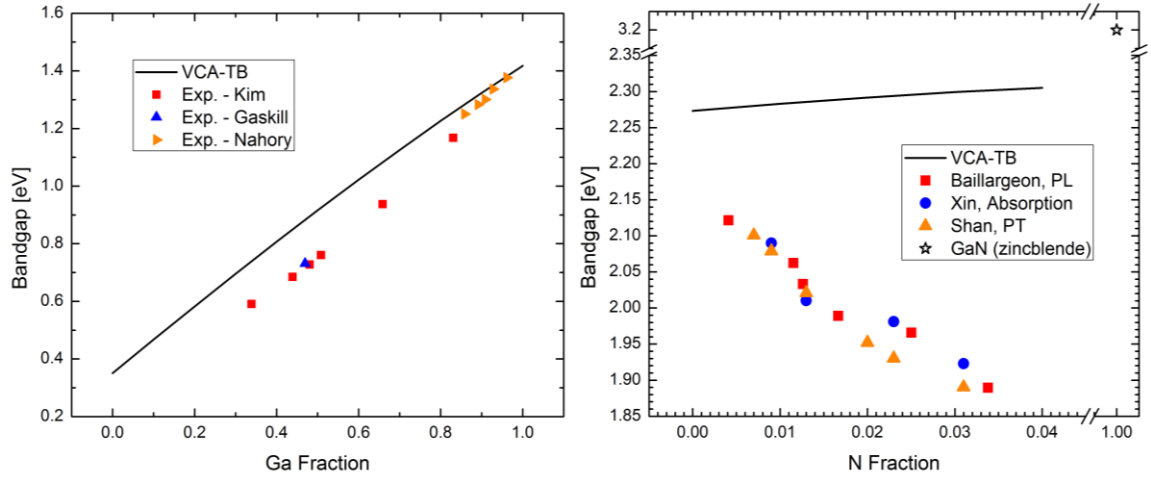 1.6
1.4
1.2
1.0
0.8
0.6
0.4
0.2
Bandgap [eV]
VCA-TB
Exp. - Kim
Exp. - Gaskill
Exp. - Nahory
0.0 0.2 0.4 0.6 0.8 1.0
Ga Fraction
3.2
2.35
2.30
2.25
2.20
2.15
2.10
2.05
2.00
1.95
1.90
1.85
Bandgap [eV]
VCA-TB
Baillargeon, PL
Xin, Absorption
Shan, PT
GaN (zincblende)
0.00 0.01 0.02 0.03 0.04 1.00
N Fraction